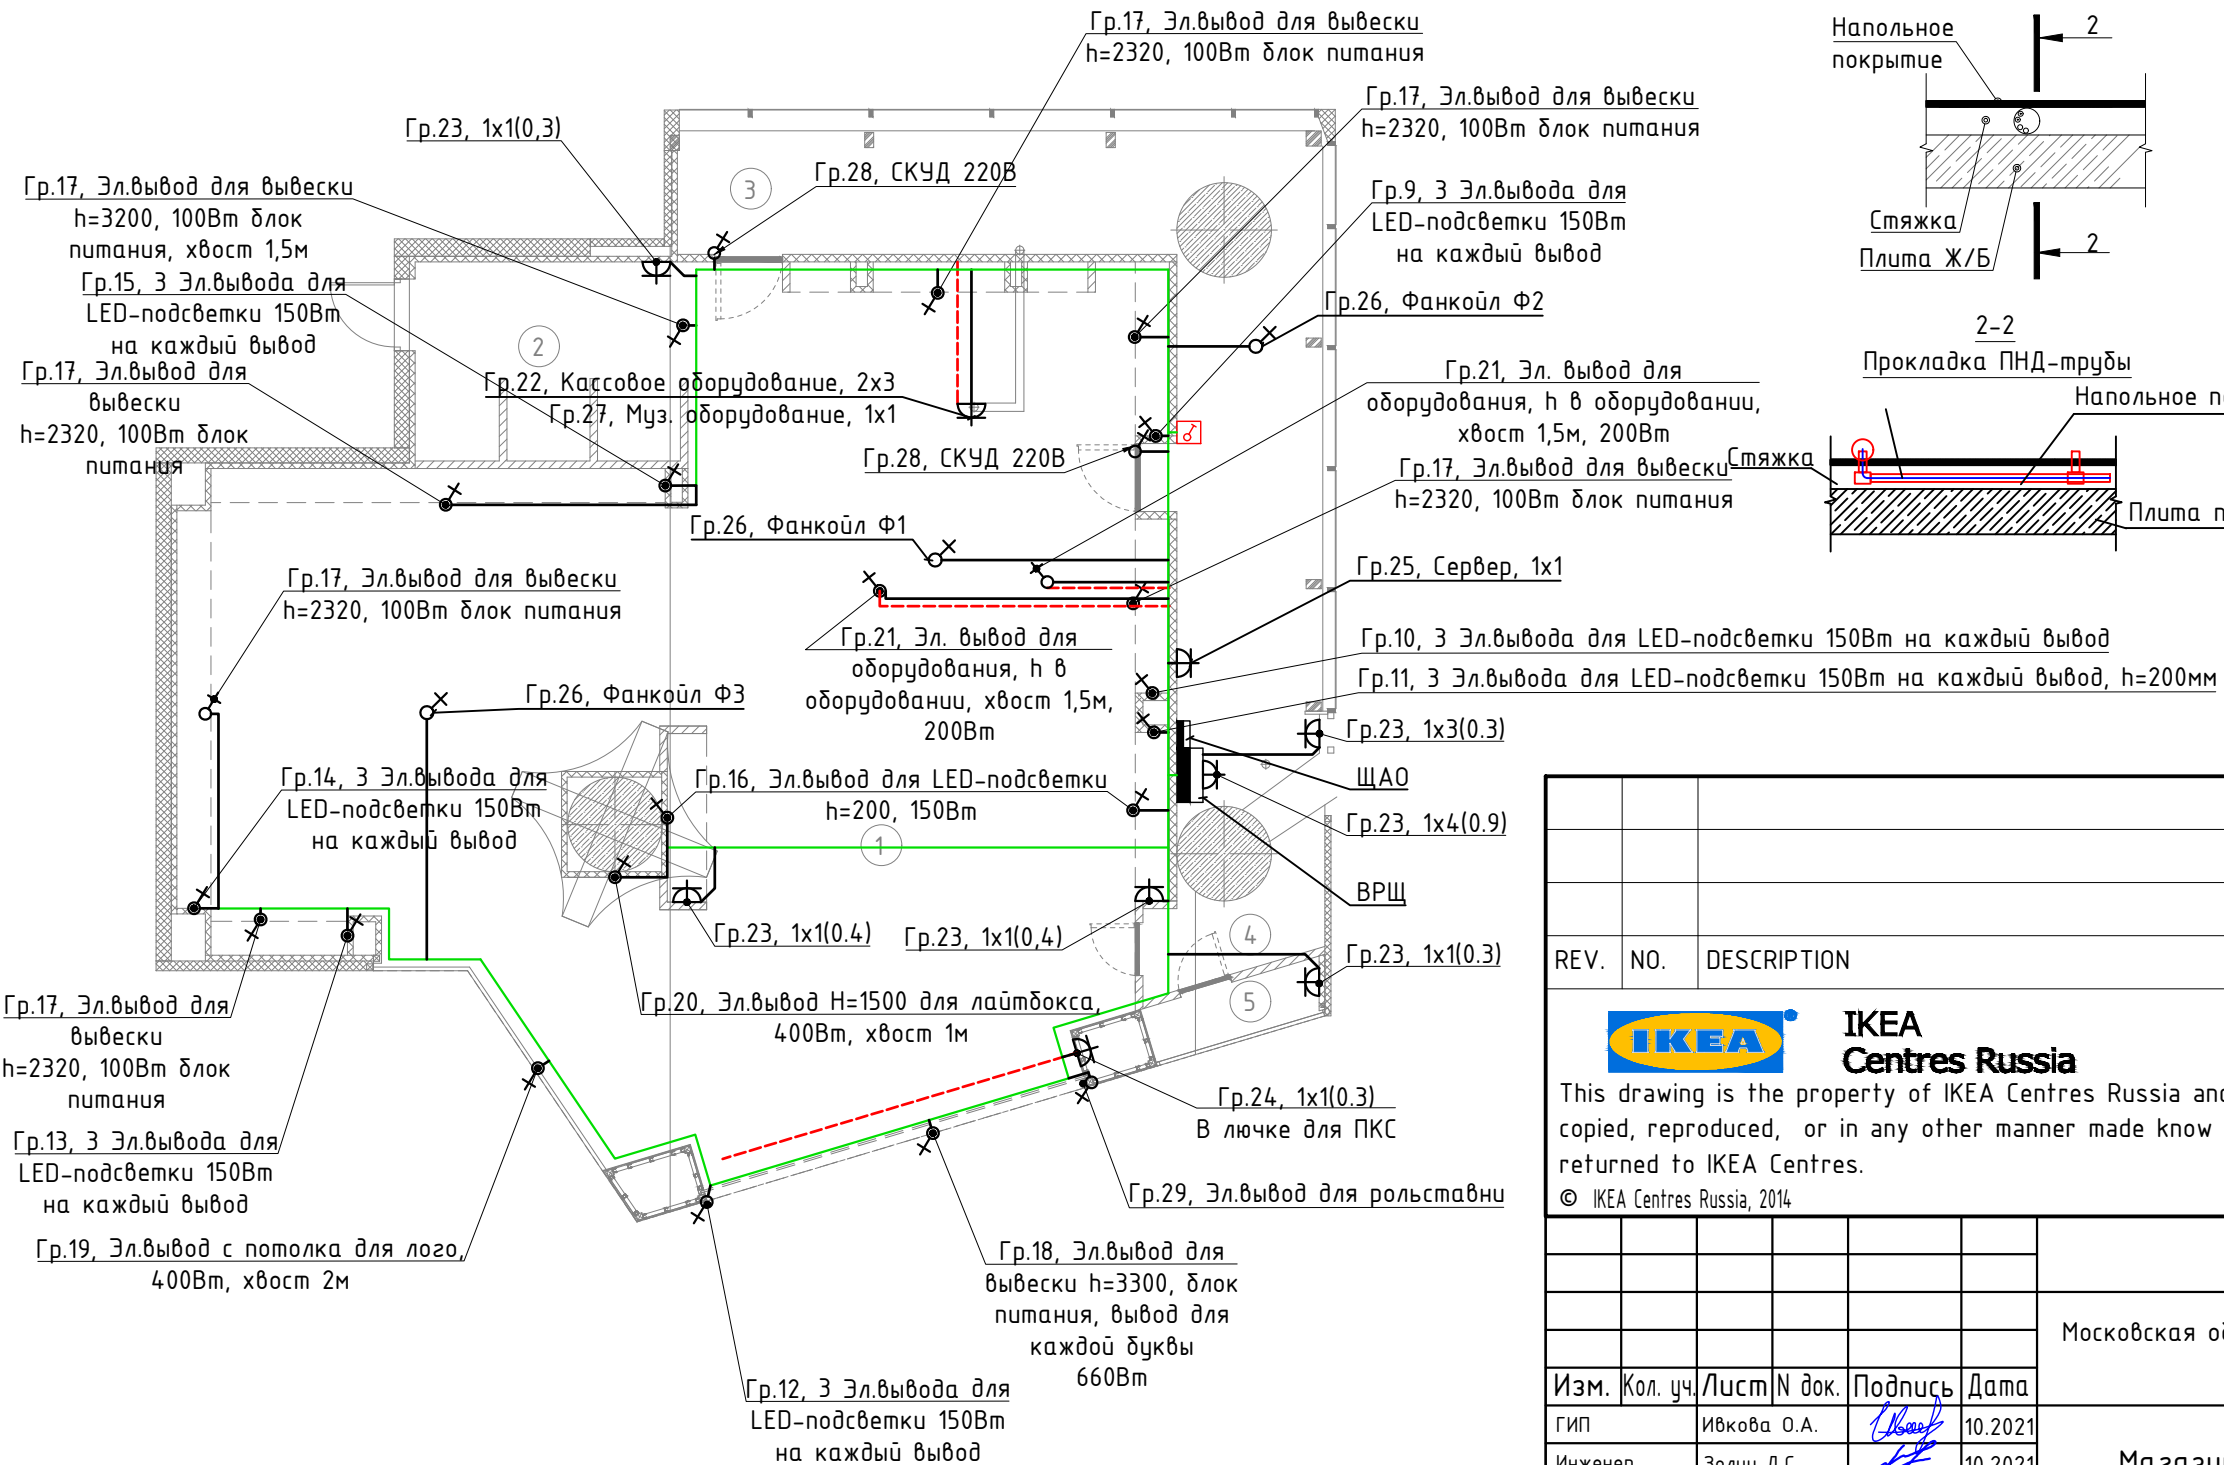 Гр.17, Эл.вывод для вывески
h=2320, 100Вт блок питания
Гр.17, Эл.вывод для вывески
h=2320, 100Вт блок питания
Гр.23, 1х1(0,3)
Гр.28, СКУД 220В
3
Гр.17, Эл.вывод для вывески
h=3200, 100Вт блок
питания, хвост 1,5м
Гр.15, 3 Эл.вывода для
LED-подсветки 150Вт
на каждый вывод
Гр.17, Эл.вывод для
вывески
h=2320, 100Вт блок
питания
2
Гр.9, 3 Эл.вывода для
LED-подсветки 150Вт
на каждый вывод
Гр.26, Фанкойл Ф2
Гр.22, Кассовое оборудование, 2х3
Гр.27, Муз. оборудование, 1х1
Гр.28, СКУД 220В
Гр.21, Эл. вывод для
оборудования, h в оборудовании,
хвост 1,5м, 200Вт
Гр.17, Эл.вывод для вывески
h=2320, 100Вт блок питания
Гр.26, Фанкойл Ф1
Гр.25, Сервер, 1х1
Гр.17, Эл.вывод для вывески
h=2320, 100Вт блок питания
Гр.21, Эл. вывод для
оборудования, h в
оборудовании, хвост 1,5м,
200Вт
Гр.10, 3 Эл.вывода для LED-подсветки 150Вт на каждый вывод
Гр.11, 3 Эл.вывода для LED-подсветки 150Вт на каждый вывод, h=200мм
Гр.26, Фанкойл Ф3
Гр.23, 1х3(0.3)
ЩАО
Гр.14, 3 Эл.вывода для
LED-подсветки 150Вт
на каждый вывод
Гр.16, Эл.вывод для LED-подсветки
h=200, 150Вт
1
Гр.23, 1х4(0.9)
ВРЩ
Гр.23, 1х1(0.4)
Гр.23, 1х1(0,4)
4
Гр.23, 1х1(0.3)
5
Гр.20, Эл.вывод Н=1500 для лайтбокса,
400Вт, хвост 1м
Гр.17, Эл.вывод для
вывески
h=2320, 100Вт блок
питания
Гр.13, 3 Эл.вывода для
LED-подсветки 150Вт
на каждый вывод
Гр.19, Эл.вывод с потолка для лого,
400Вт, хвост 2м
Гр.24, 1х1(0.3)
В лючке для ПКС
Гр.29, Эл.вывод для рольставни
Гр.18, Эл.вывод для
вывески h=3300, блок
питания, вывод для
каждой буквы
660Вт
Гр.12, 3 Эл.вывода для
LED-подсветки 150Вт
на каждый вывод
Напольное
покрытие
2
Стяжка
Плита Ж/Б
2
2-2
Прокладка ПНД-трубы
Напольное
Стяжка
Плита
REV. NO. DESCRIPTION
IKEA
IKEA
Centres Russia
This drawing is the property of IKEA Centres Russia and
copied, reproduced, or in any other manner made know
returned to IKEA Centres.
© IKEA Centres Russia, 2014
Московская
Изм. Кол. уч. Лист N док. Подпись Дата
ГИП Ивкова О.А. 10.2021
Инженер 10.2021